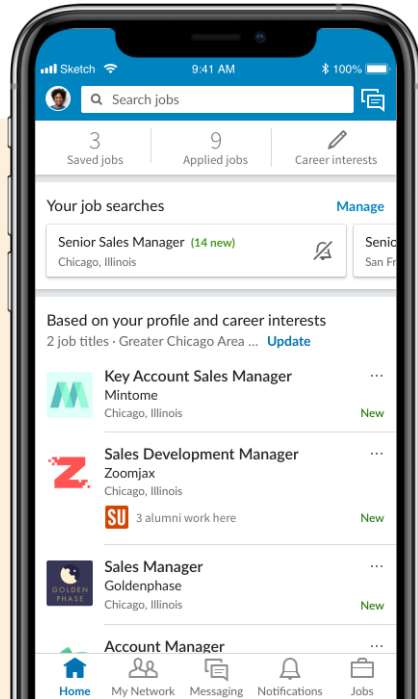 Sketch 9:41 AM 100%
Search jobs
3 9
Saved jobs Applied jobs Career interests
Your job searches Manage
Senior Sales Manager (14 new) Senio
Chicago, Illinois San Fr
Based on your profile and career interests
2 job titles · Greater Chicago Area ... Update
Key Account Sales Manager ...
Mintome
Chicago, Illinois New
Sales Development Manager ...
Zoomjax
Chicago, Illinois
SU 3 alumni work here New
Sales Manager ...
GOLDEN PHASE
Goldenphase
Chicago, Illinois New
Account Manager ...
Home My Network Messaging Notifications Jobs